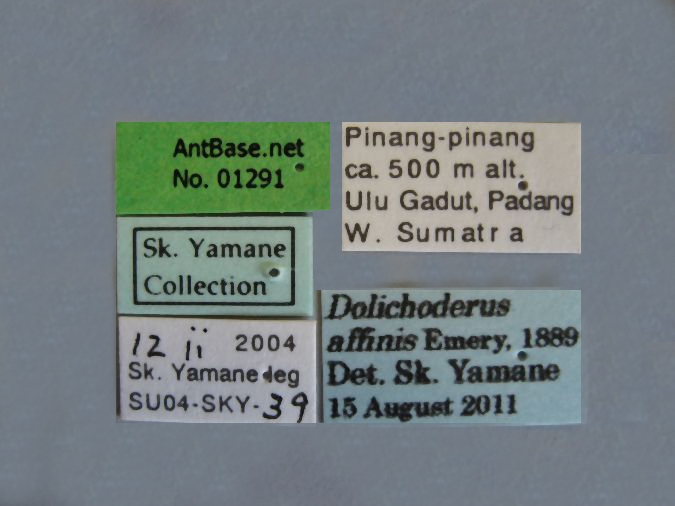 AntBase.net
No. 01291
Pinang-pinang
ca. 500 m alt.
Ulu Gadut, Padang
W. Sumatra
Sk. Yamane
Collection
12 ii 2004
Sk. Yamane leg
SU04-SKY-39
Dolichoderus
affinis Emery, 1889
Det. Sk. Yamane
15 August 2011